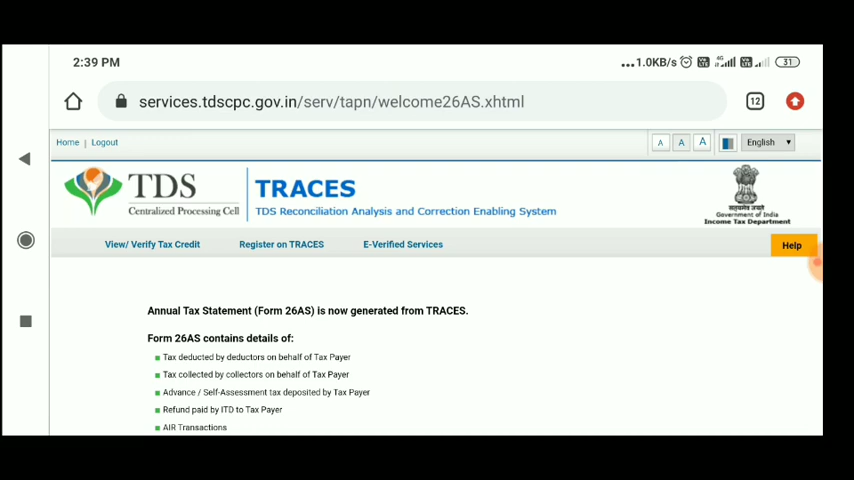 2:39 PM
1.0KB/s 4G 31
services.tdscpc.gov.in/serv/tapn/welcome26AS.xhtml
12
Home | Logout
A A A English
TDS
Centralized Processing Cell
TRACES
TDS Reconciliation Analysis and Correction Enabling System
सत्यमेव जयते
Government of India
Income Tax Department
View/ Verify Tax Credit Register on TRACES E-Verified Services Help
Annual Tax Statement (Form 26AS) is now generated from TRACES.
Form 26AS contains details of:
Tax deducted by deductors on behalf of Tax Payer
Tax collected by collectors on behalf of Tax Payer
Advance / Self-Assessment tax deposited by Tax Payer
Refund paid by ITD to Tax Payer
AIR Transactions